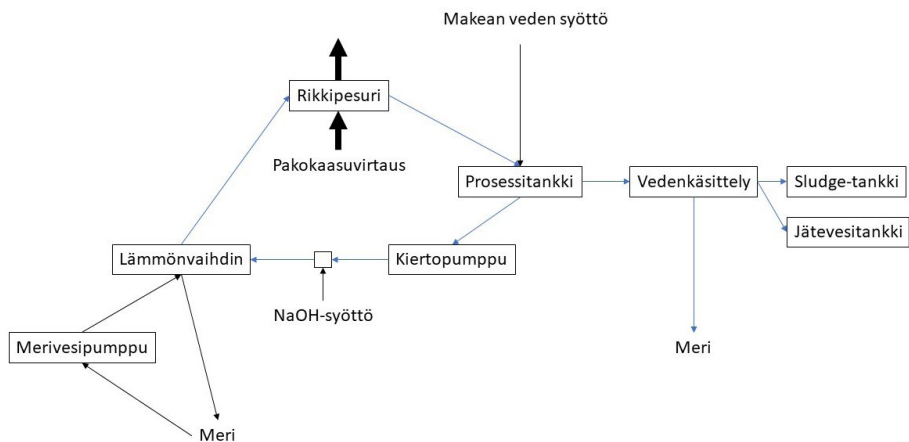 Makean veden syöttö
Rikkipesuri
Pakokaasuvirtaus
Prosessitankki
Vedenkäsittely
Sludge-tankki
Jätevesitankki
Lämmönvaihdin
Kiertopumppu
NaOH-syöttö
Merivesipumppu
Meri
Meri